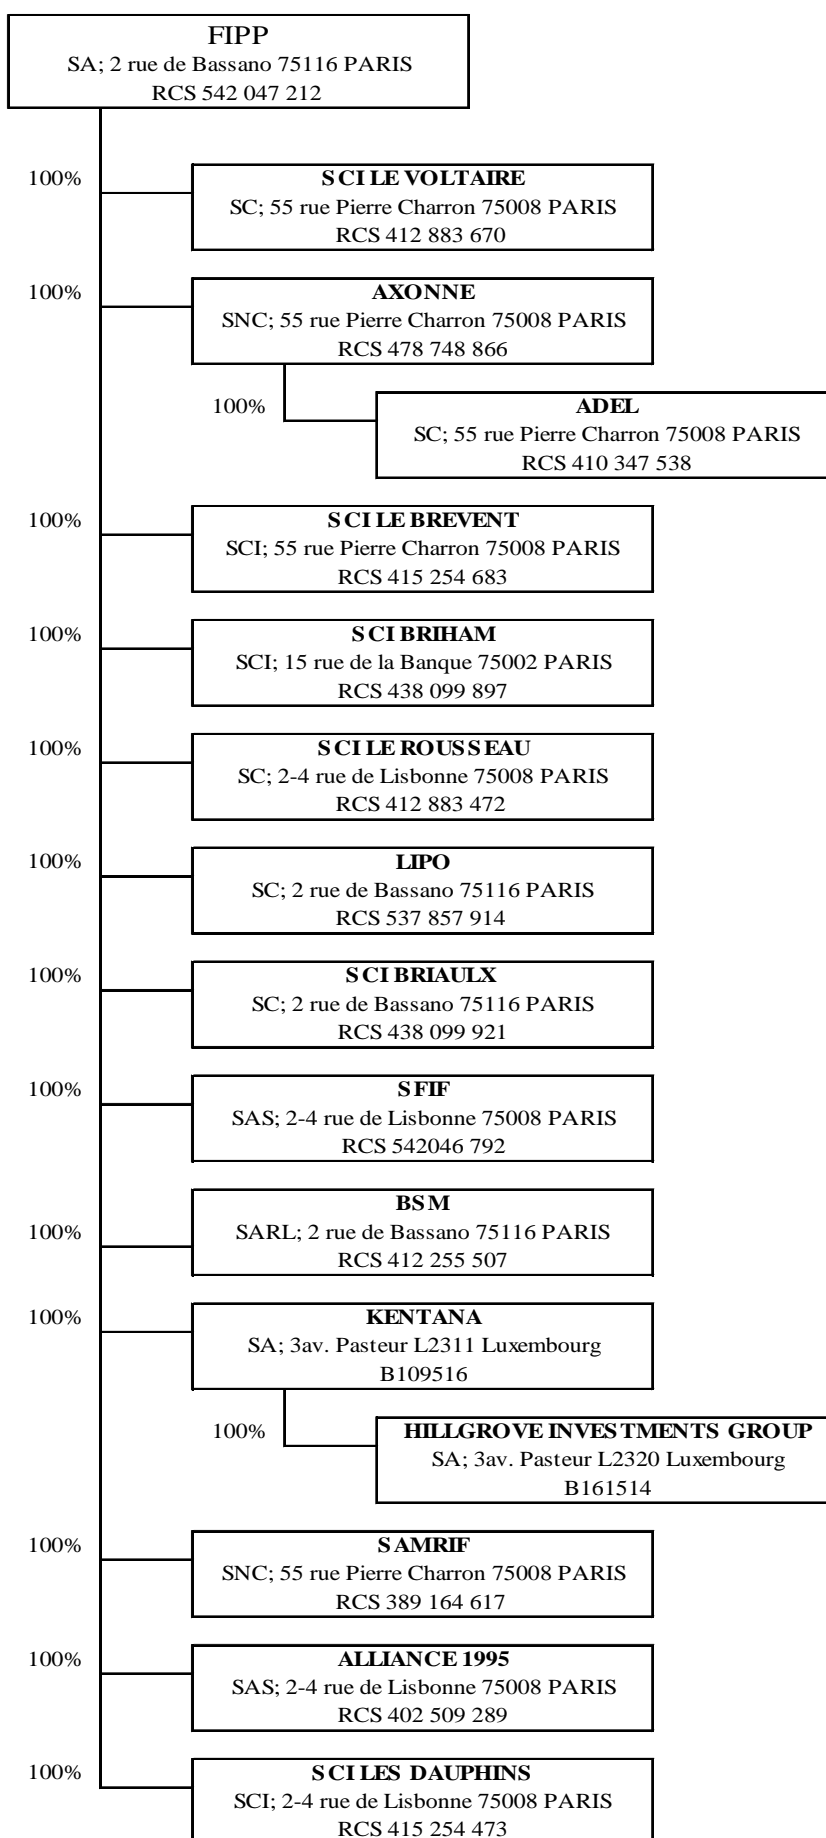 FIPP
SA; 2 rue de Bassano 75116 PARIS
RCS 542 047 212
100%
SCI LE VOLTAIRE
SC; 55 rue Pierre Charron 75008 PARIS
RCS 412 883 670
100%
AXONNE
SNC; 55 rue Pierre Charron 75008 PARIS
RCS 478 748 866
100%
ADEL
SC; 55 rue Pierre Charron 75008 PARIS
RCS 410 347 538
100%
SCI LE BREVENT
SCI; 55 rue Pierre Charron 75008 PARIS
RCS 415 254 683
100%
SCI BRIHAM
SCI; 15 rue de la Banque 75002 PARIS
RCS 438 099 897
100%
SCI LE ROUSSEAU
SC; 2-4 rue de Lisbonne 75008 PARIS
RCS 412 883 472
100%
LIPO
SC; 2 rue de Bassano 75116 PARIS
RCS 537 857 914
100%
SCI BRIAULX
SC; 2 rue de Bassano 75116 PARIS
RCS 438 099 921
100%
SFIF
SAS; 2-4 rue de Lisbonne 75008 PARIS
RCS 542046 792
100%
BSM
SARL; 2 rue de Bassano 75116 PARIS
RCS 412 255 507
100%
KENTANA
SA; 3av. Pasteur L2311 Luxembourg
B109516
100%
HILLGROVE INVESTMENTS GROUP
SA; 3av. Pasteur L2320 Luxembourg
B161514
100%
SAMRIF
SNC; 55 rue Pierre Charron 75008 PARIS
RCS 389 164 617
100%
ALLIANCE 1995
SAS; 2-4 rue de Lisbonne 75008 PARIS
RCS 402 509 289
100%
SCI LES DAUPHINS
SCI; 2-4 rue de Lisbonne 75008 PARIS
RCS 415 254 473